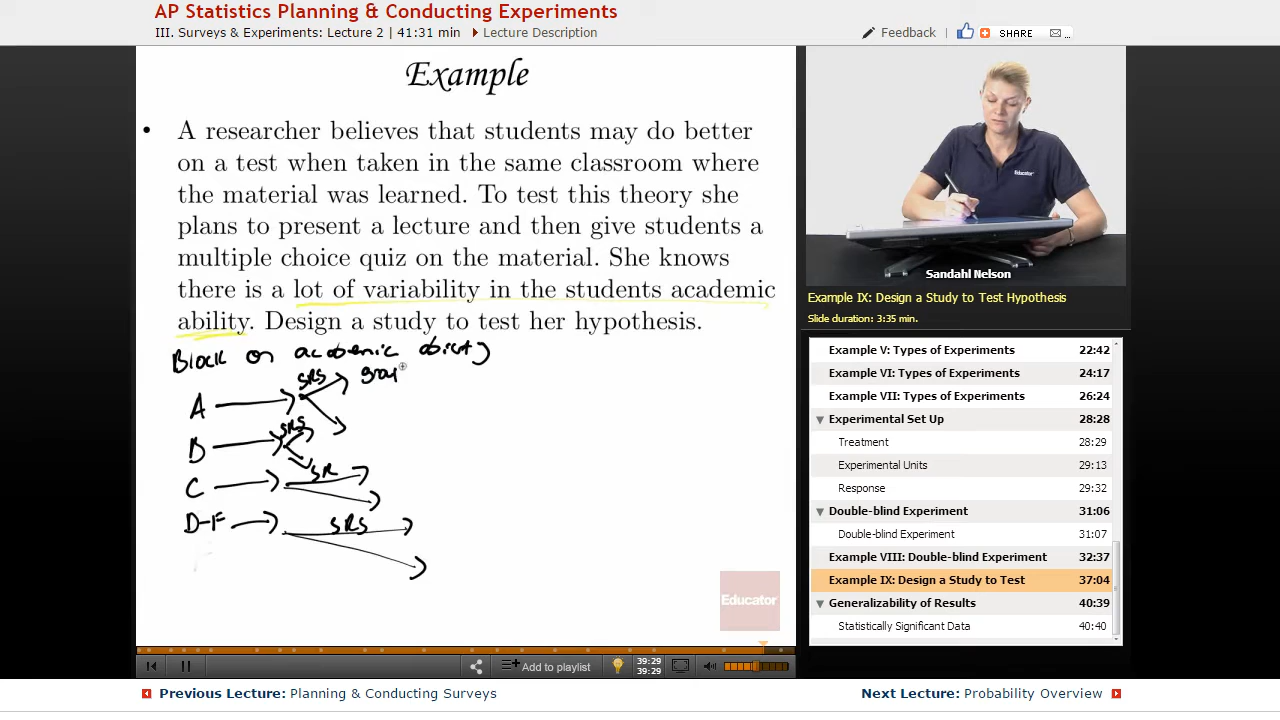 AP Statistics Planning & Conducting Experiments
III. Surveys & Experiments: Lecture 2 | 41:31 min Lecture Description
Feedback
SHARE
Example
• A researcher believes that students may do better
on a test when taken in the same classroom where
the material was learned. To test this theory she
plans to present a lecture and then give students a
multiple choice quiz on the material. She knows
there is a lot of variability in the students academic
ability. Design a study to test her hypothesis.
Block on academic
SRS
A
SRS
B
SR
C
D-F SRS
Educator
Educator
Sandahl Nelson
Example IX: Design a Study to Test Hypothesis
Slide duration: 3:35 min.
Example V: Types of Experiments 22:42
Example VI: Types of Experiments 24:17
Example VII: Types of Experiments 26:24
Experimental Set Up 28:28
Treatment 28:29
Experimental Units 29:13
Response 29:32
Double-blind Experiment 31:06
Double-blind Experiment 31:07
Example VIII: Double-blind Experiment 32:37
Example IX: Design a Study to Test 37:04
Generalizability of Results 40:39
Statistically Significant Data 40:40
Add to playlist
39:29
39:29
Previous Lecture: Planning & Conducting Surveys
Next Lecture: Probability Overview